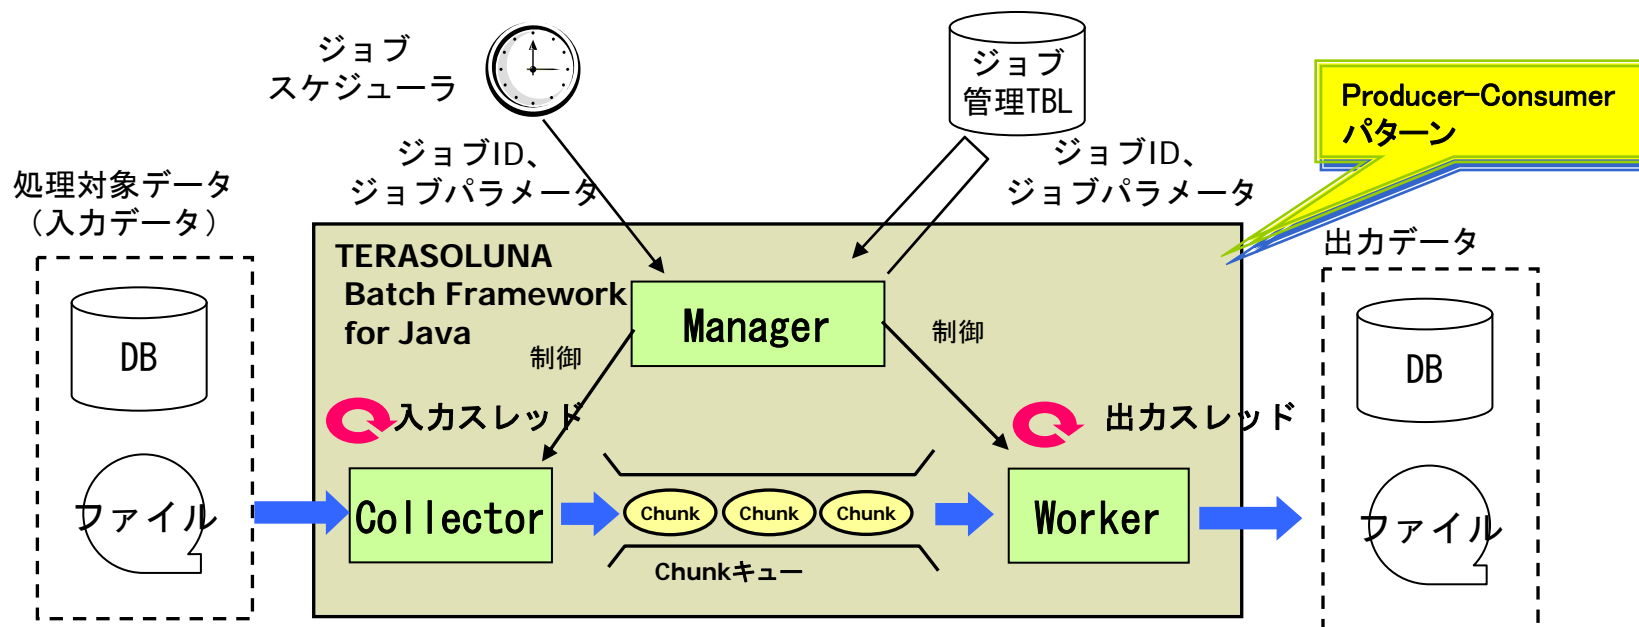 ジョブ
スケジューラ
ジョブ
管理TBL
Producer-Consumer
パターン
ジョブID、
ジョブパラメータ
ジョブID、
ジョブパラメータ
処理対象データ
（入力データ）
出力データ
TERASOLUNA
Batch Framework
for Java
Manager
制御
制御
DB
DB
入力スレッド
出力スレッド
ファイル
Collector
Chunk
Chunk
Chunk
Worker
ファイル
Chunkキュー